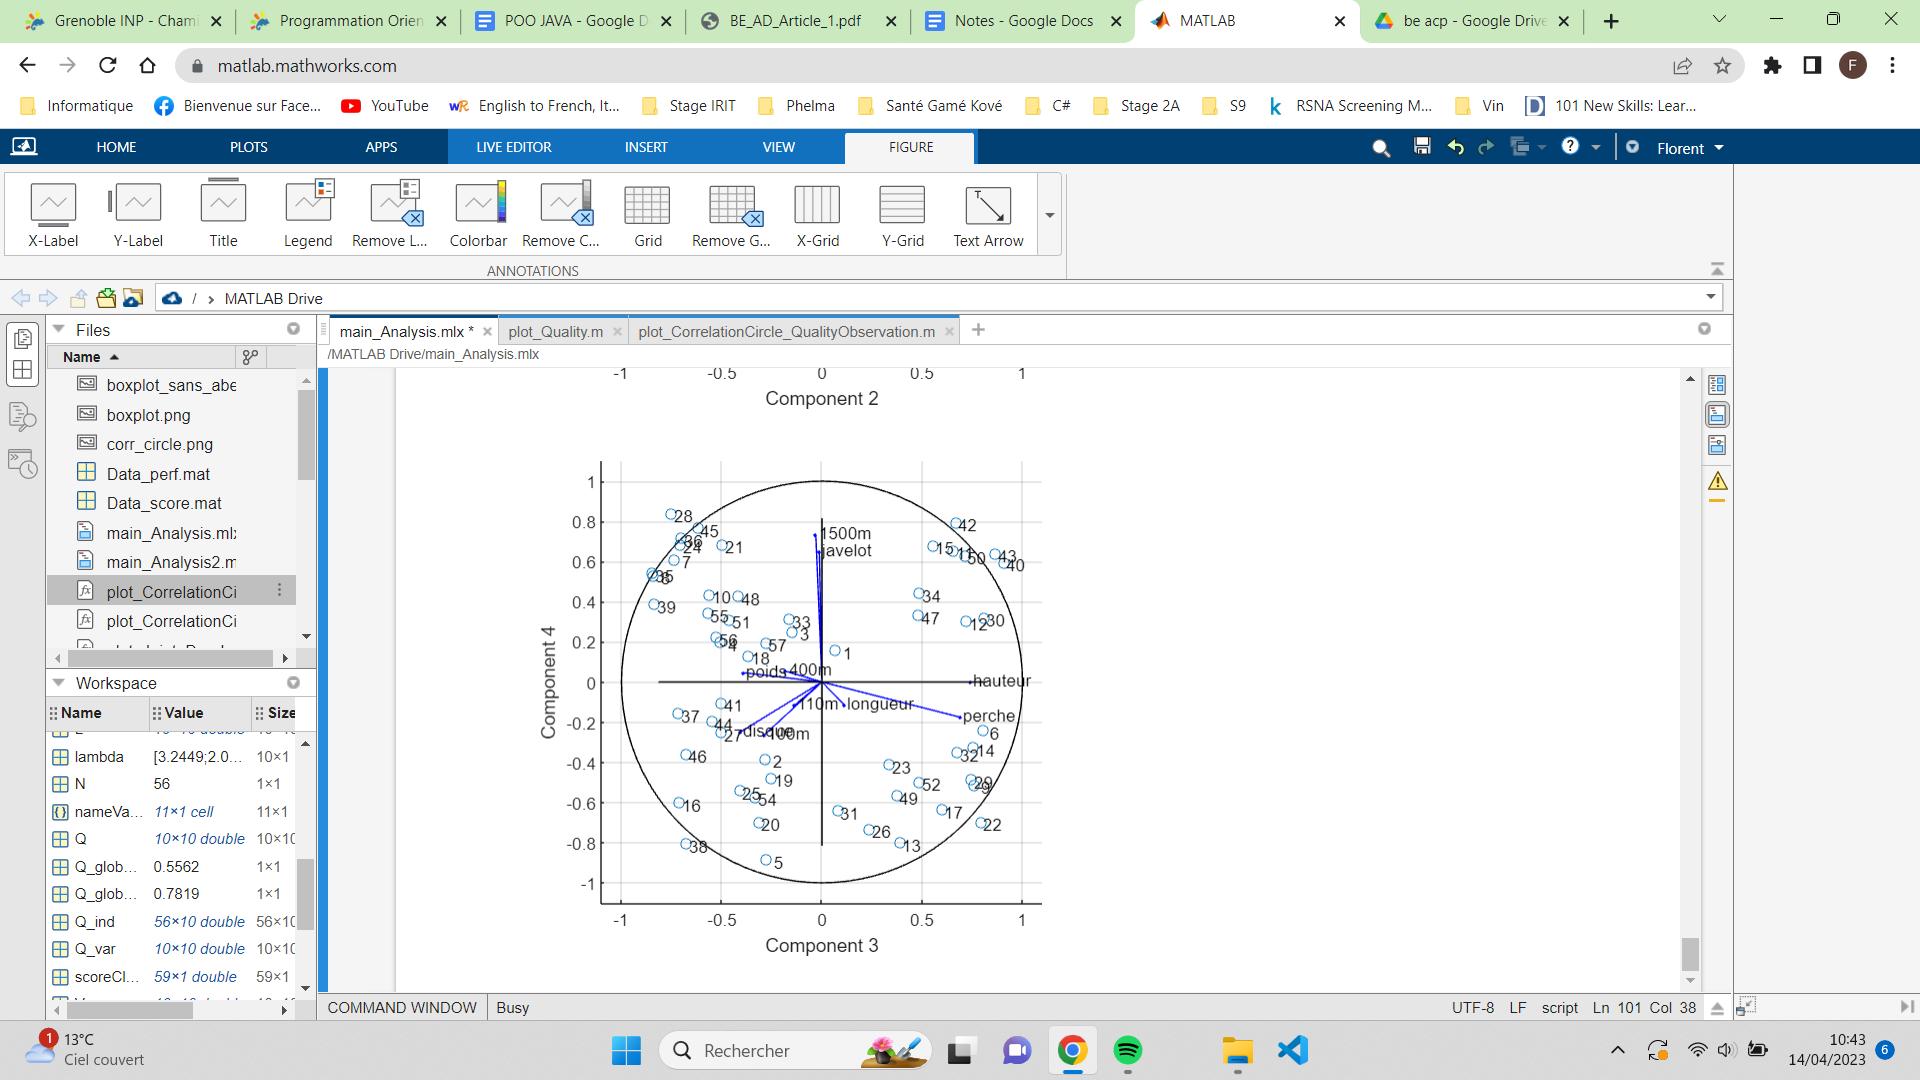 Grenoble INP - Chami
Programmation Orien
POO JAVA - Google D
BE_AD_Article_1.pdf
Notes - Google Docs
MATLAB
be acp - Google Drive
matlab.mathworks.com
F
Informatique
Bienvenue sur Face...
YouTube
English to French, It...
Stage IRIT
Phelma
Santé Gamé Kové
C#
Stage 2A
S9
RSNA Screening M...
Vin
101 New Skills: Lear...
HOME
PLOTS
APPS
LIVE EDITOR
INSERT
VIEW
FIGURE
Florent
X-Label
Y-Label
Title
Legend
Remove L...
Colorbar
Remove C...
Grid
Remove G...
X-Grid
Y-Grid
Text Arrow
ANNOTATIONS
/ › MATLAB Drive
Files
main_Analysis.mlx *
plot_Quality.m
plot_CorrelationCircle_QualityObservation.m
/MATLAB Drive/main_Analysis.mlx
Name
boxplot_sans_abe
boxplot.png
corr_circle.png
Data_perf.mat
Data_score.mat
main_Analysis.mlx
main_Analysis2.m
plot_CorrelationCi
plot_CorrelationCi
Workspace
Name Value Size
lambda [3.2449;2.0... 10×1
N 56 1×1
nameVa... 11×1 cell 11×1
Q 10×10 double 10×10
Q_glob... 0.5562 1×1
Q_glob... 0.7819 1×1
Q_ind 56×10 double 56×10
Q_var 10×10 double 10×10
scoreCl... 59×1 double 59×1
-1 -0.5 0 0.5 1
Component 2
1
0.8
0.6
0.4
0.2
0
-0.2
-0.4
-0.6
-0.8
-1
Component 4
28
45
36
24
21
7
35
8
39
10
48
55
51
56
4
33
3
57
18
1
42
15
11
50
43
40
34
47
12
30
1500m
javelot
poids
400m
hauteur
110m
longueur
perche
disque
100m
41
37
44
27
46
2
19
25
54
16
20
38
5
6
14
32
23
52
29
9
49
31
17
26
22
13
-1 -0.5 0 0.5 1
Component 3
COMMAND WINDOW
Busy
UTF-8 LF script Ln 101 Col 38
1
13°C
Ciel couvert
Rechercher
10:43
14/04/2023
6